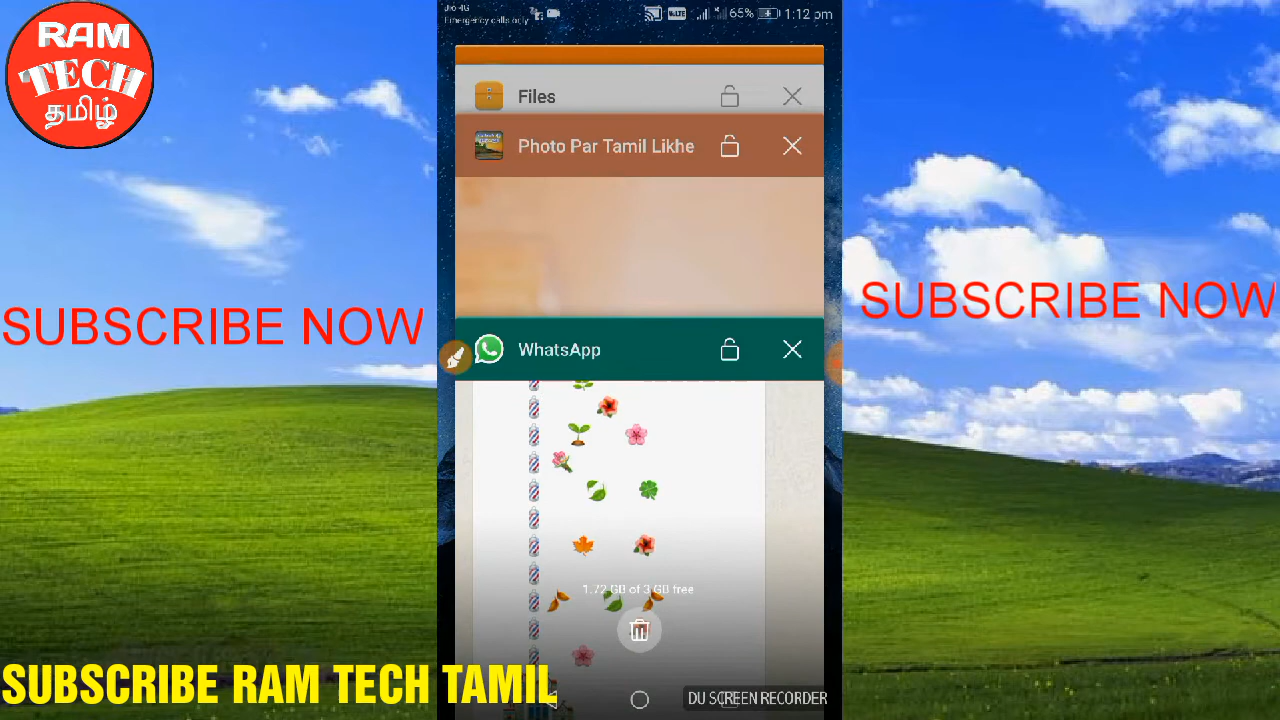 RAM
TECH
தமிழ்
Jio 4G
Emergency calls only
VoLTE
65%
1:12 pm
Files
Photo Par Tamil Likhe
SUBSCRIBE NOW
SUBSCRIBE NOW
WhatsApp
1.72 GB of 3 GB free
SUBSCRIBE RAM TECH TAMIL
DU SCREEN RECORDER